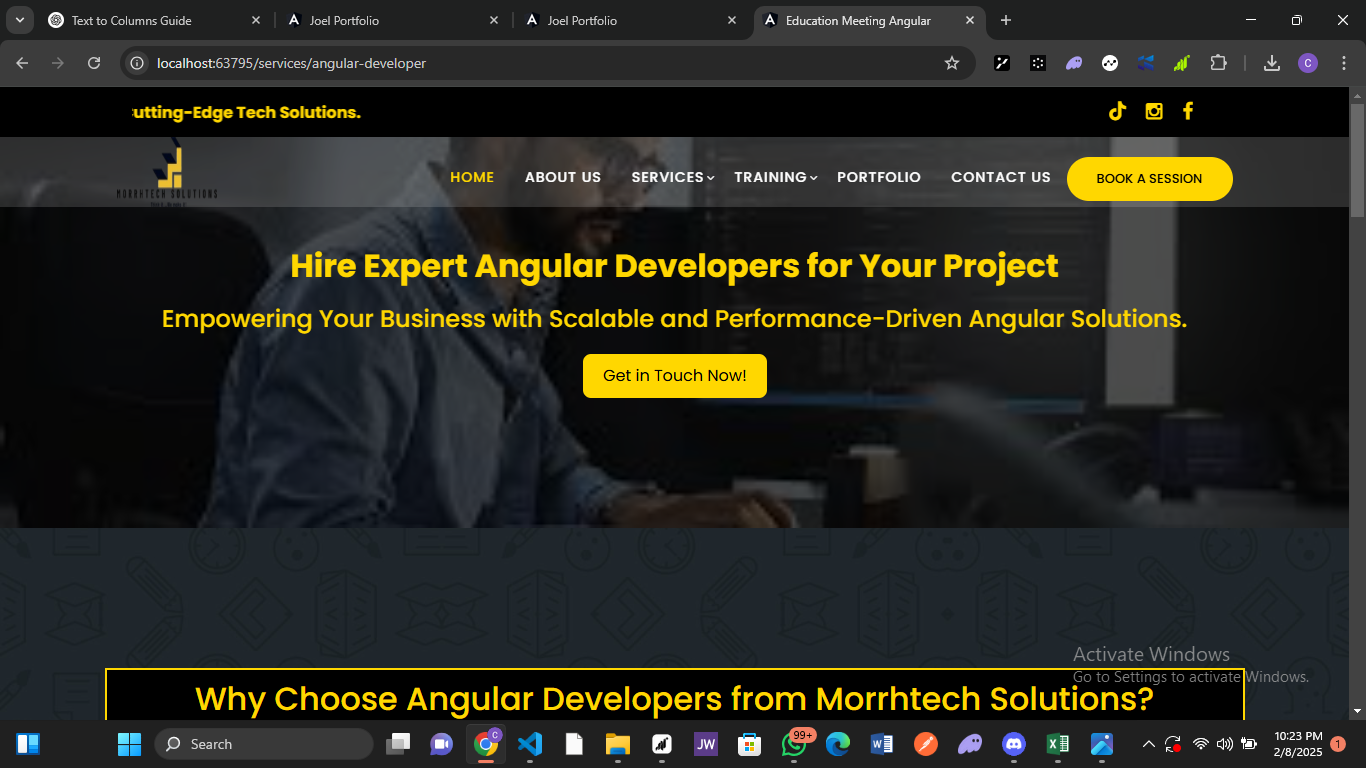 Text to Columns Guide
Joel Portfolio
Joel Portfolio
Education Meeting Angular
localhost:63795/services/angular-developer
C
utting-Edge Tech Solutions.
MORRHTECH SOLUTIONS
HOME
ABOUT US
SERVICES
TRAINING
PORTFOLIO
CONTACT US
BOOK A SESSION
Hire Expert Angular Developers for Your Project
Empowering Your Business with Scalable and Performance-Driven Angular Solutions.
Get in Touch Now!
Activate Windows
Go to Settings to activate Windows.
Why Choose Angular Developers from Morrhtech Solutions?
Search
C
JW
99+
10:23 PM
2/8/2025
1